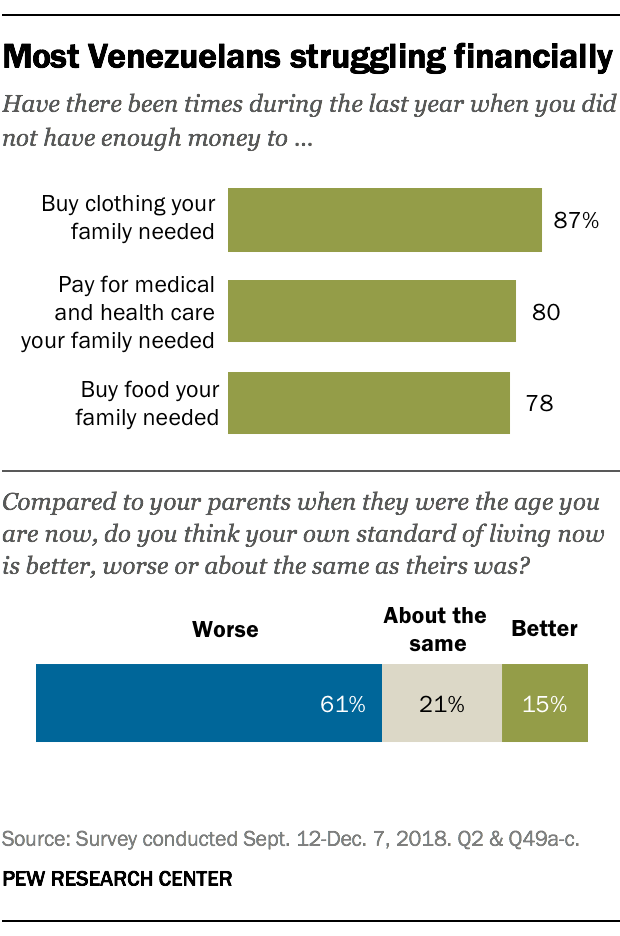 Most Venezuelans struggling financially
Have there been times during the last year when you did
not have enough money to ...
Buy clothing your
family needed
87%
Pay for medical
and health care
your family needed
80
Buy food your
family needed
78
Compared to your parents when they were the age you
are now, do you think your own standard of living now
is better, worse or about the same as theirs was?
Worse
About the
same
Better
61%
21%
15%
Source: Survey conducted Sept. 12-Dec. 7, 2018. Q2 & Q49a-c.
PEW RESEARCH CENTER